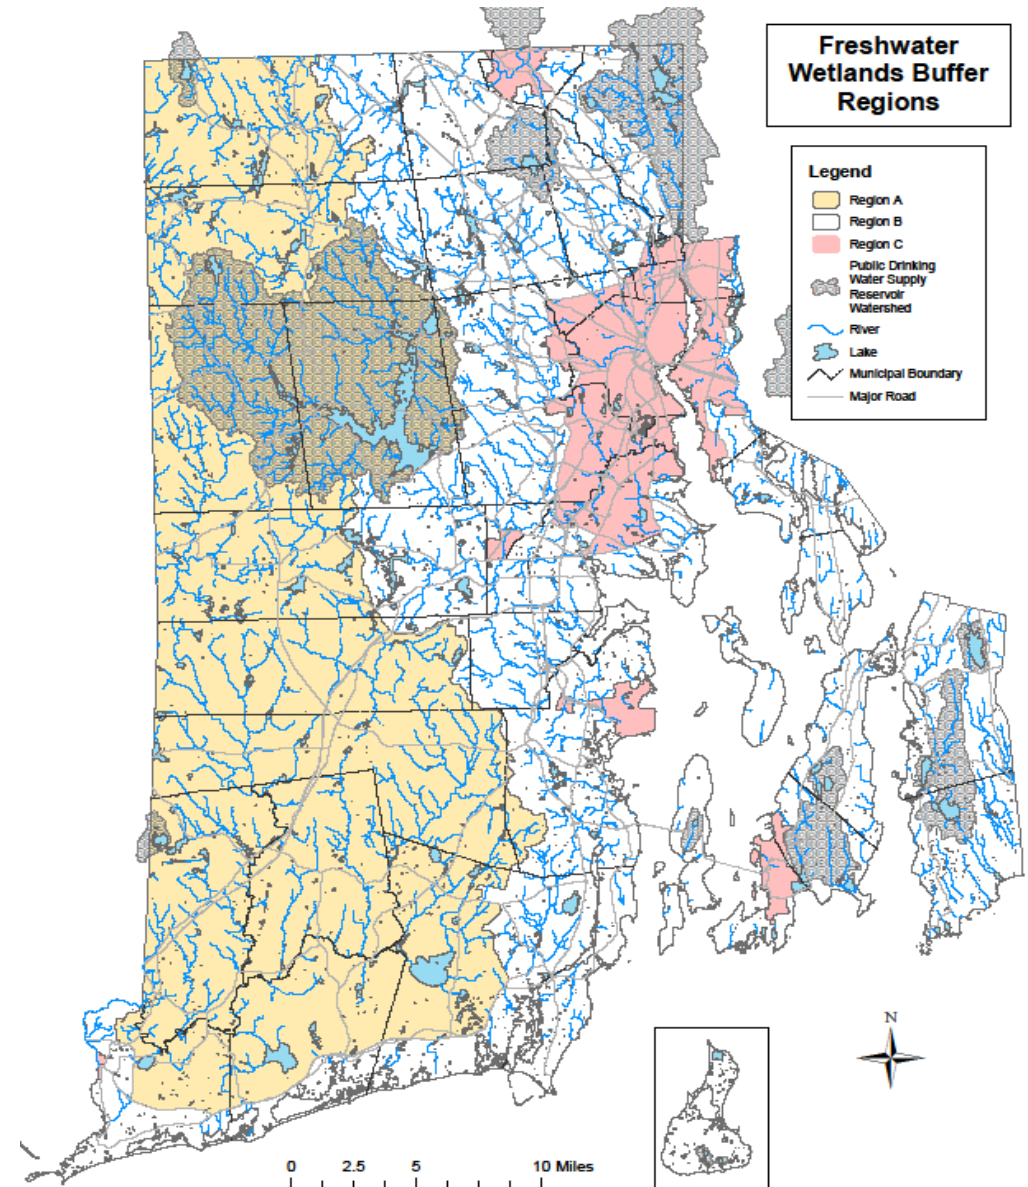 Freshwater
Wetlands Buffer
Regions
Legend
Region A
Region B
Region C
Public Drinking
Water Supply
Reservoir
Watershed
River
Lake
Municipal Boundary
Major Road
N
0 2.5 5 10 Miles